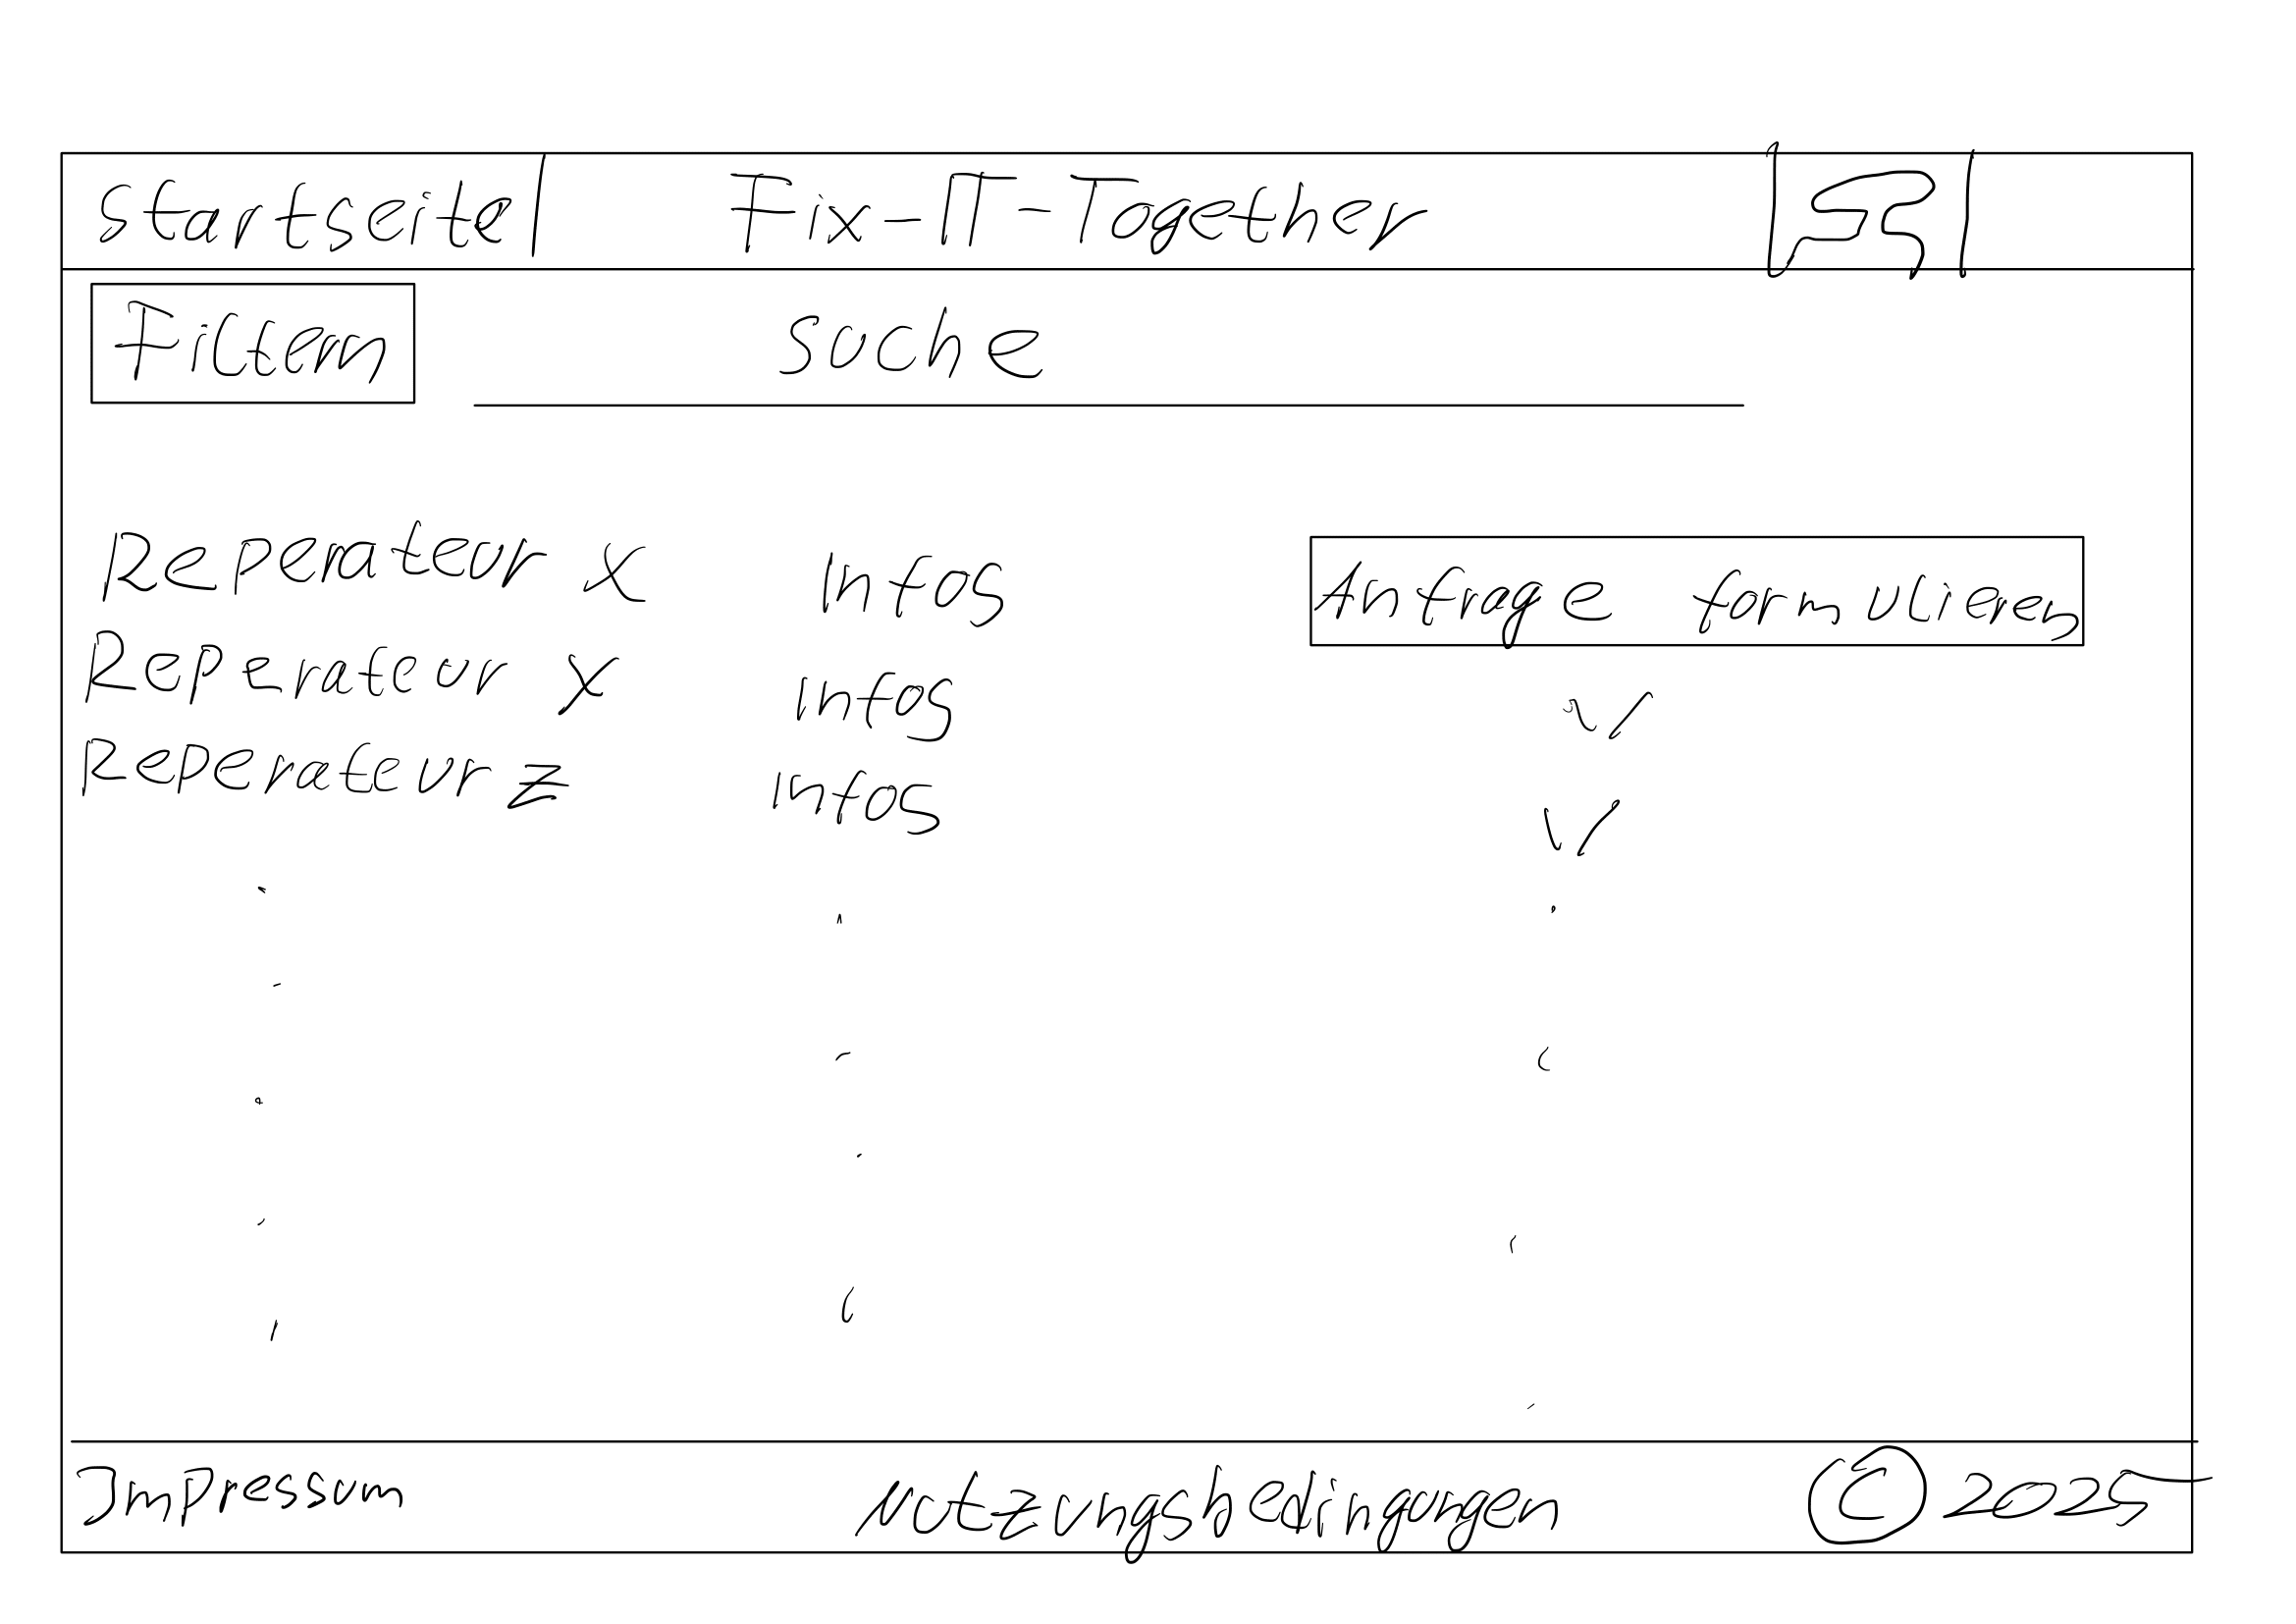 Startseite Fix-IT-Together
Filtern Suche
Reperateur X Infos Anfrage formulieren
Reperateur Y Infos
Reperateur Z Infos
Impressum Nutzungsbedingungen © 2025